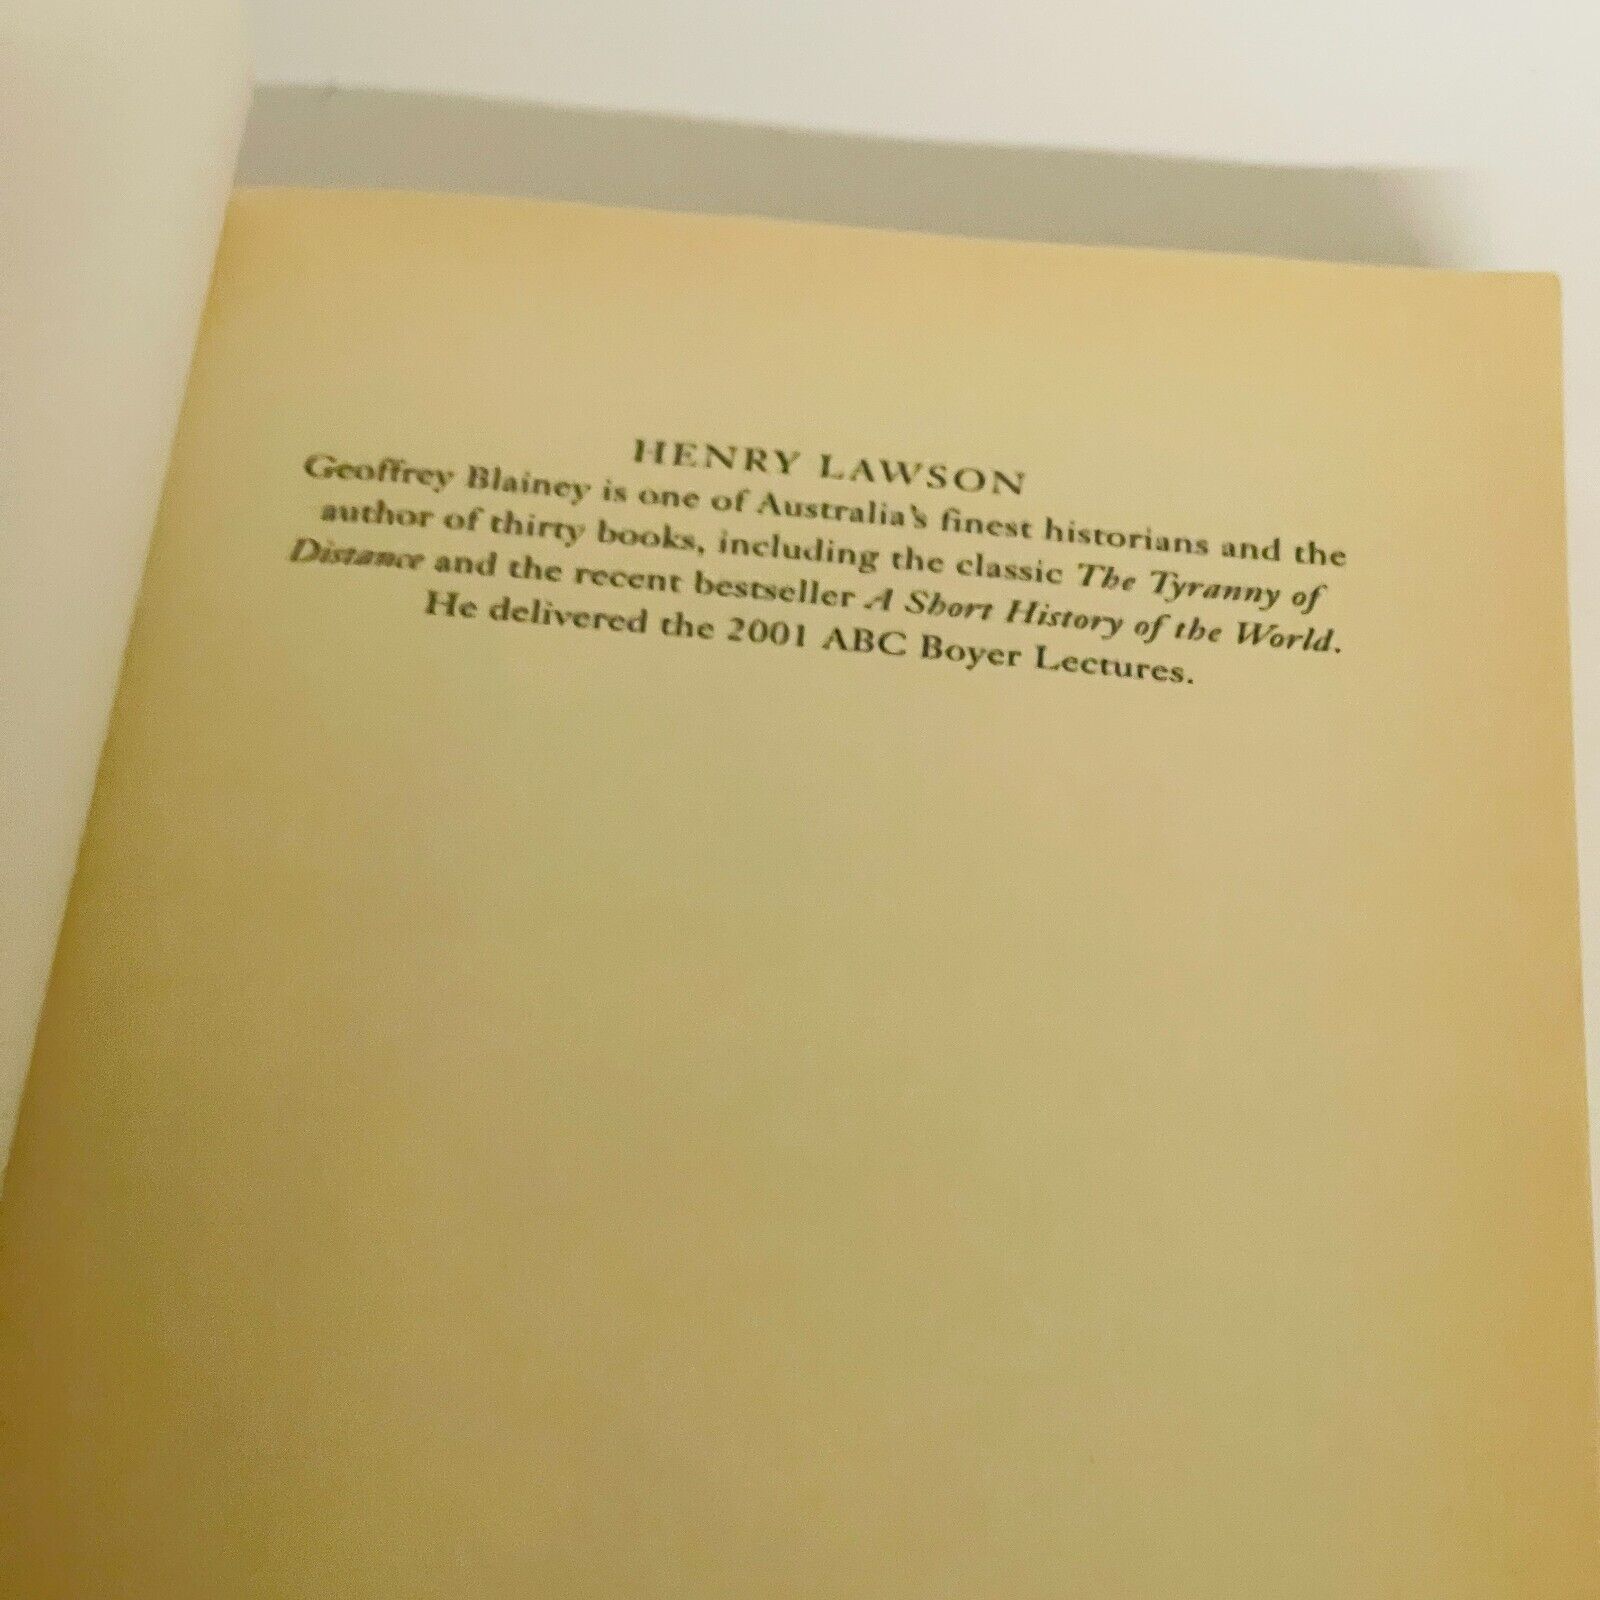 HENRY LAWSON
Geoffrey Blainey is one of Australia's finest historians and the
author of thirty books, including the classic The Tyranny of
Distance and the recent bestseller A Short History of the World.
He delivered the 2001 ABC Boyer Lectures.